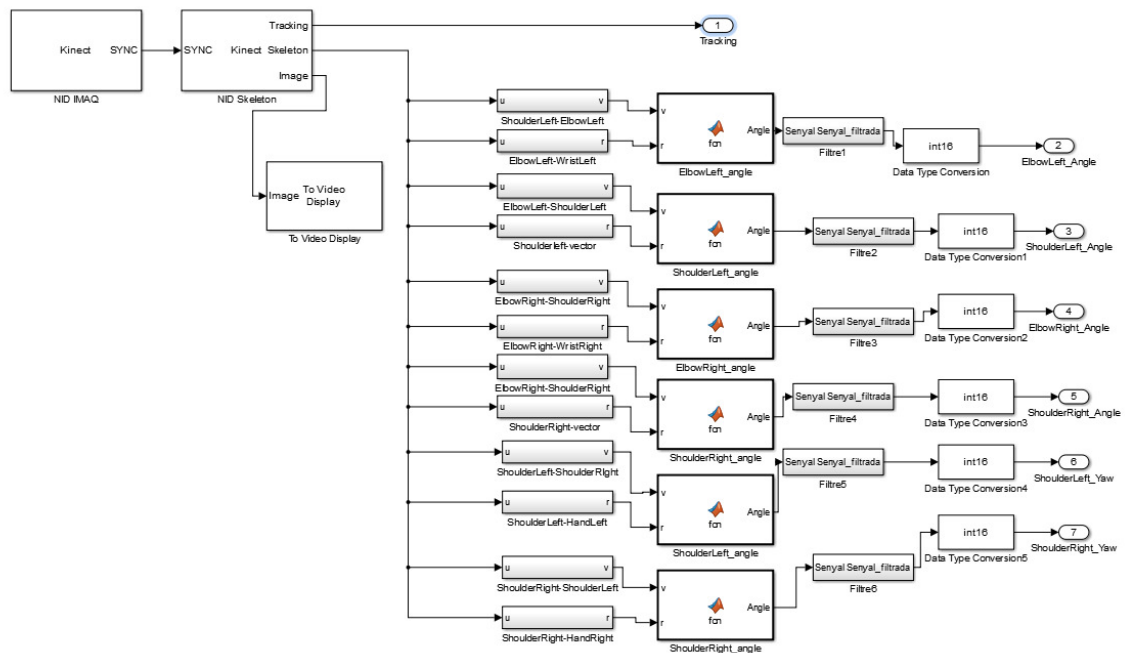 Kinect SYNC
NID IMAQ
SYNC Kinect Tracking
Skeleton
Image
NID Skeleton
1
Tracking
Image To Video
Display
To Video Display
u v
ShoulderLeft-ElbowLeft
u r
ElbowLeft-WristLeft
v
r
fcn
Angle
ElbowLeft_angle
Senyal Senyal_filtrada
Filtre1
int16
Data Type Conversion
2
ElbowLeft_Angle
u v
ElbowLeft-ShoulderLeft
u r
Shoulderleft-vector
v
r
fcn
Angle
ShoulderLeft_angle
Senyal Senyal_filtrada
Filtre2
int16
Data Type Conversion1
3
ShoulderLeft_Angle
u v
ElbowRight-ShoulderRight
u r
ElbowRight-WristRight
v
r
fcn
Angle
ElbowRight_angle
Senyal Senyal_filtrada
Filtre3
int16
Data Type Conversion2
4
ElbowRight_Angle
u v
ElbowRight-ShoulderRight
u r
ShoulderRight-vector
v
r
fcn
Angle
ShoulderRight_angle
Senyal Senyal_filtrada
Filtre4
int16
Data Type Conversion3
5
ShoulderRight_Angle
u v
ShoulderLeft-ShoulderRIght
u r
ShoulderLeft-HandLeft
v
r
fcn
Angle
ShoulderLeft_angle
Senyal Senyal_filtrada
Filtre5
int16
Data Type Conversion4
6
ShoulderLeft_Yaw
u v
ShoulderRight-ShoulderLeft
u r
ShoulderRight-HandRight
v
r
fcn
Angle
ShoulderRight_angle
Senyal Senyal_filtrada
Filtre6
int16
Data Type Conversion5
7
ShoulderRight_Yaw